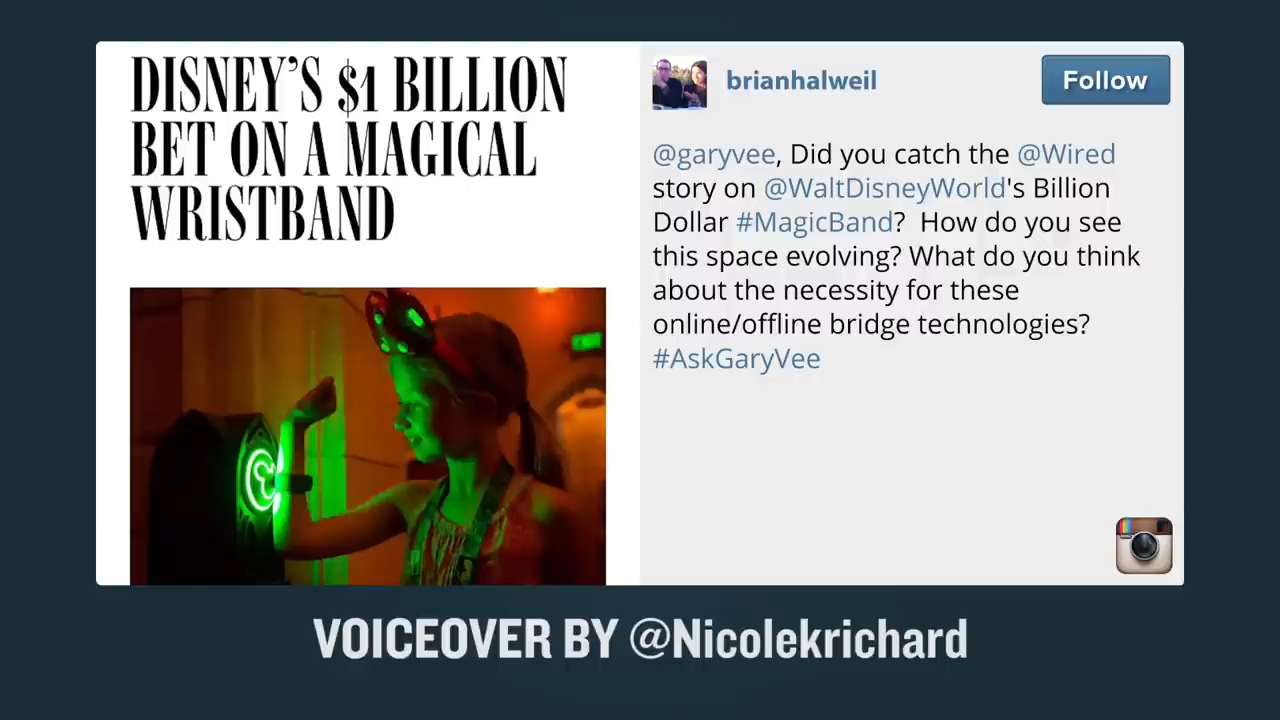 DISNEY'S $1 BILLION
BET ON A MAGICAL
WRISTBAND
brianhalweil
Follow
@garyvee, Did you catch the @Wired
story on @WaltDisneyWorld's Billion
Dollar #MagicBand?  How do you see
this space evolving? What do you think
about the necessity for these
online/offline bridge technologies?
#AskGaryVee
VOICEOVER BY @Nicolekrichard